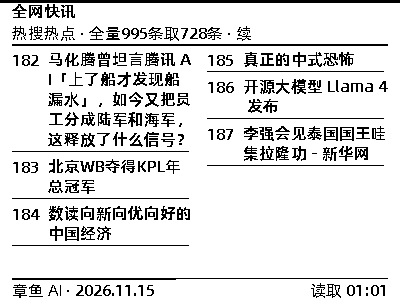 全网快讯
热搜热点 · 全量995条取728条 · 续
182 马化腾曾坦言腾讯 A
I「上了船才发现船
漏水」，如今又把员
工分成陆军和海军，
这释放了什么信号？
183 北京WB夺得KPL年
总冠军
184 数读向新向优向好的
中国经济
185 真正的中式恐怖
186 开源大模型 Llama 4
发布
187 李强会见泰国国王哇
集拉隆功 - 新华网
章鱼 AI · 2026.11.15
读取 01:01